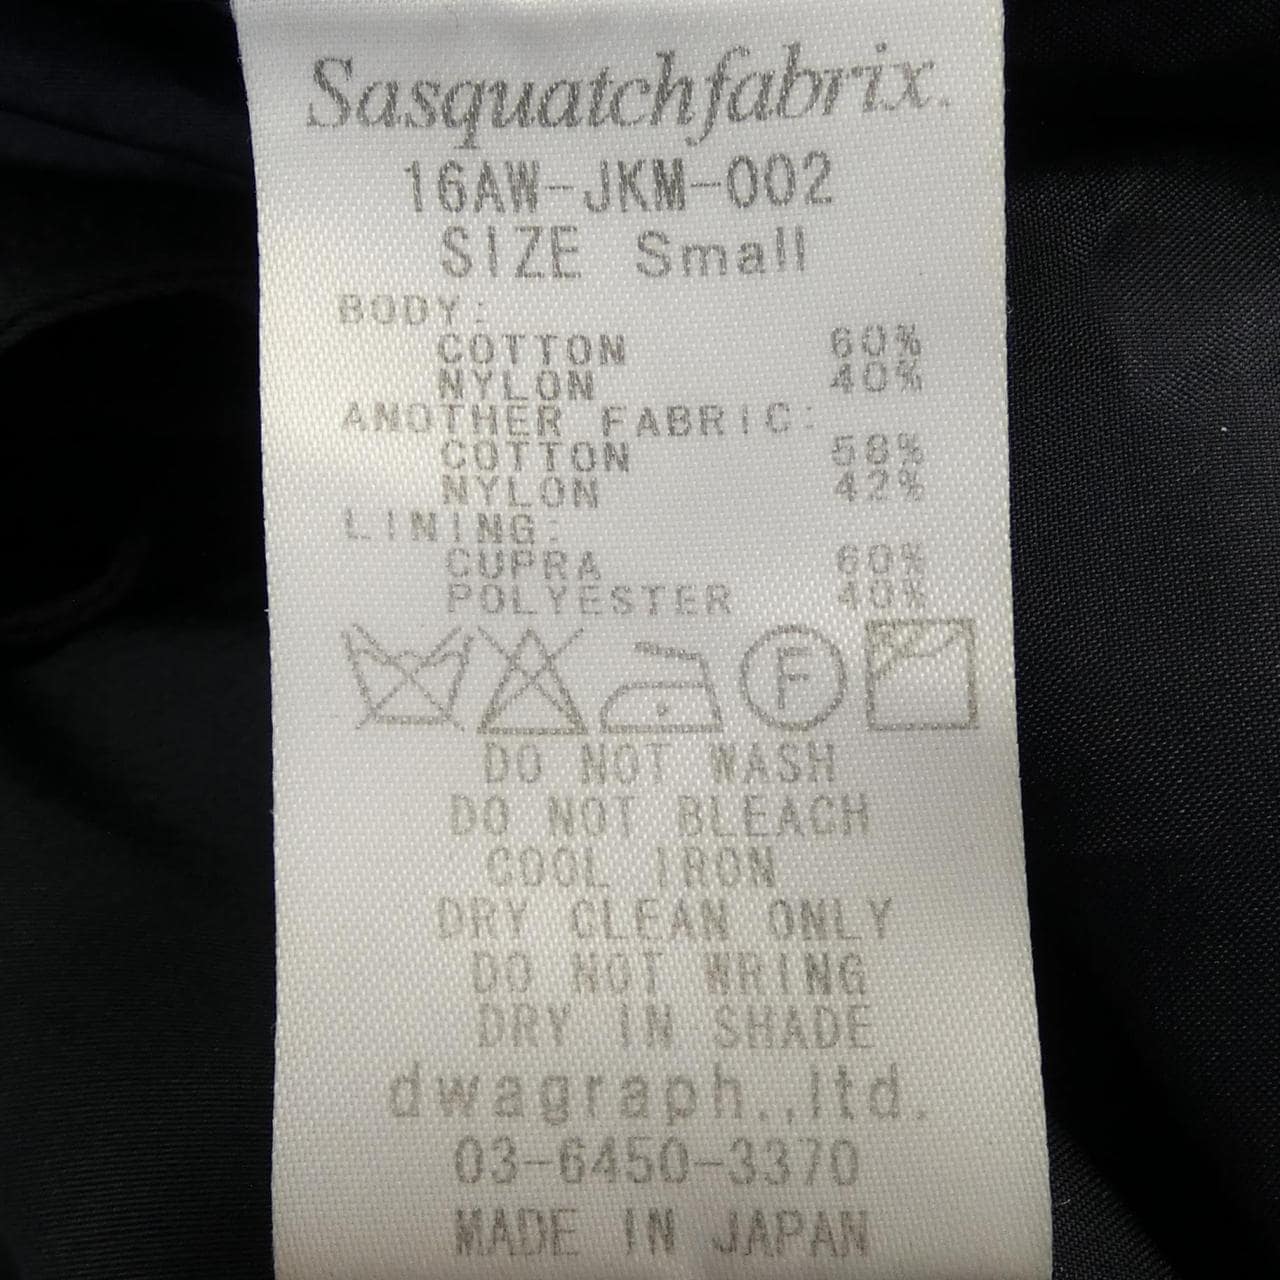 Sasquatchfabrix.
16AW-JKM-002
SIZE Small
BODY:
COTTON 60%
NYLON 40%
ANOTHER FABRIC:
COTTON 58%
NYLON 42%
LINING:
CUPRA 60%
POLYESTER 40%
F
DO NOT WASH
DO NOT BLEACH
COOL IRON
DRY CLEAN ONLY
DO NOT WRING
DRY IN SHADE
dwagraph.,ltd.
03-6450-3370
MADE IN JAPAN